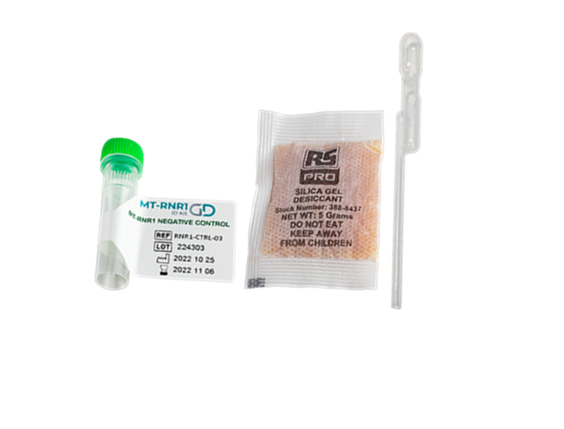 MT-RNR1 GD
ID Kit
MT-RNR1 NEGATIVE CONTROL
REF RNR1-CTRL-03
LOT 224303
2022 10 25
2022 11 06
RS
PRO
SILICA GEL
DESICCANT
Stock Number: 388-8437
NET WT: 5 Grams
DO NOT EAT
KEEP AWAY
FROM CHILDREN